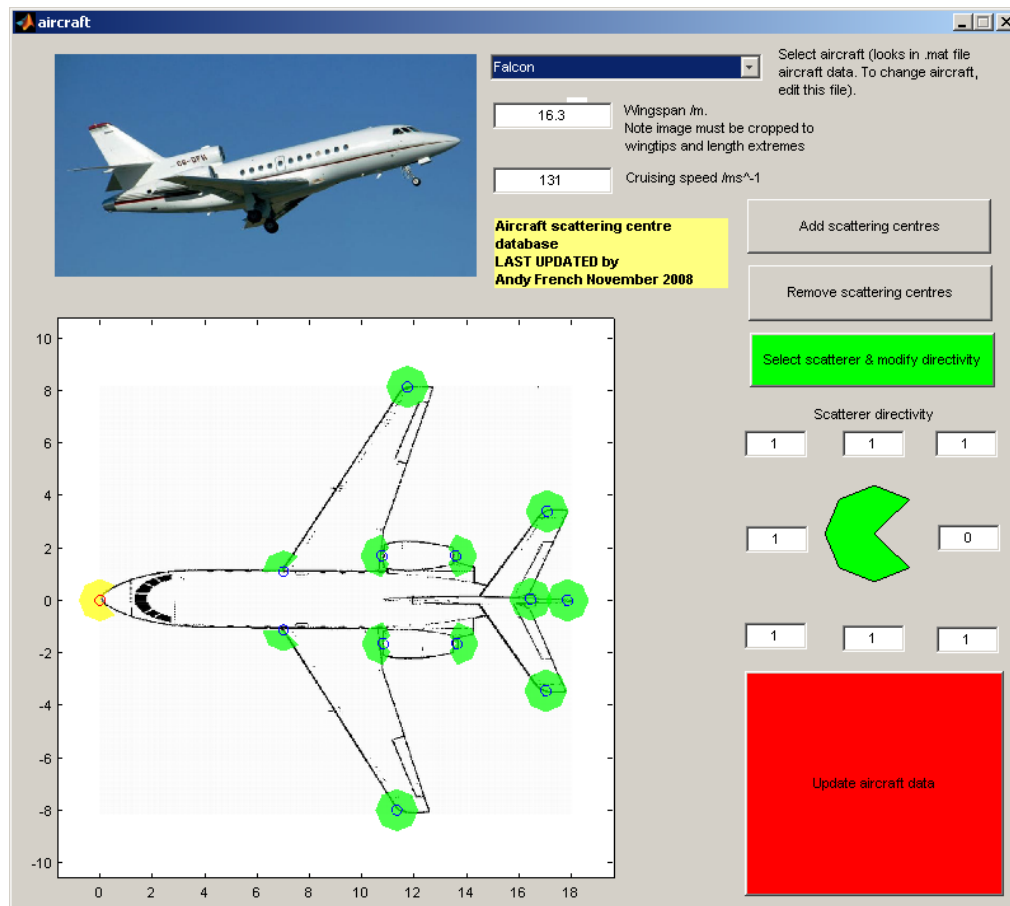 aircraft
Falcon
Select aircraft (looks in .mat file
aircraft data. To change aircraft,
edit this file).
16.3
Wingspan /m.
Note image must be cropped to
wingtips and length extremes
131
Cruising speed /ms^-1
Aircraft scattering centre
database
LAST UPDATED by
Andy French November 2008
Add scattering centres
Remove scattering centres
Select scatterer & modify directivity
Scatterer directivity
1 1 1
1 0
1 1 1
Update aircraft data
10
8
6
4
2
0
-2
-4
-6
-8
-10
0 2 4 6 8 10 12 14 16 18